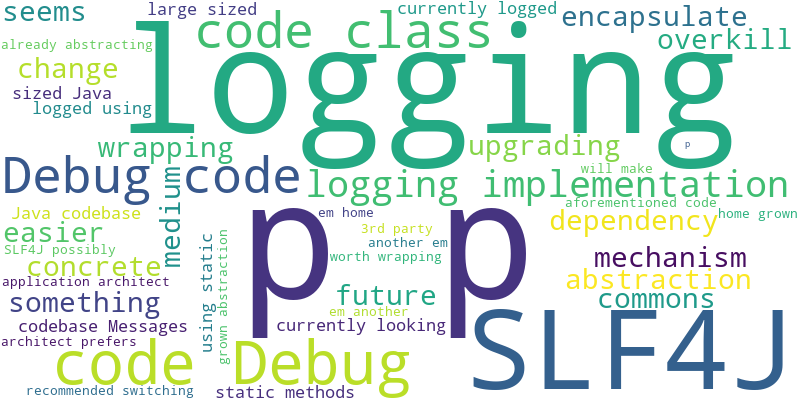 seems
large sized
currently logged
encapsulate
already abstracting
code class
overkill
change
logging
sized Java
logged using
wrapping
upgrading
p
Debug code
medium
logging implementation
will make
aforementioned code
Java codebase
em home
dependency
home grown
easier
p p
3rd party
another em
SLF4J possibly
using static
grown abstraction
worth wrapping
mechanism
concrete
abstraction
application architect
future
commons
something
em another
codebase Messages
currently looking
SLF4J
architect prefers
code Debug
recommended switching
static methods